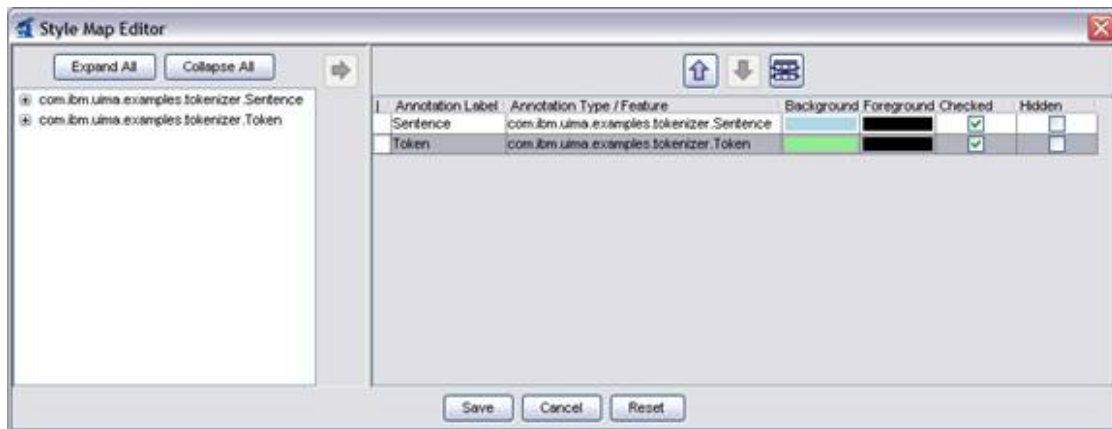 Style Map Editor
Expand All Collapse All
com.ibm.uima.examples.tokenizer.Sentence
com.ibm.uima.examples.tokenizer.Token
Annotation Label Annotation Type / Feature Background Foreground Checked Hidden
Sentence com.ibm.uima.examples.tokenizer.Sentence
Token com.ibm.uima.examples.tokenizer.Token
Save Cancel Reset